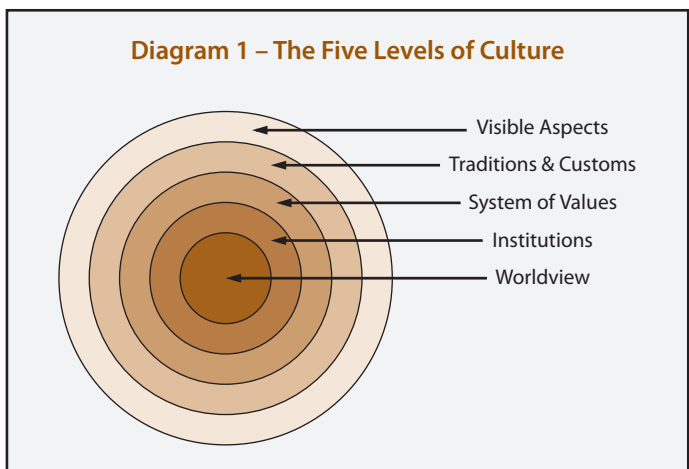 Diagram 1 – The Five Levels of Culture
Visible Aspects
Traditions & Customs
System of Values
Institutions
Worldview